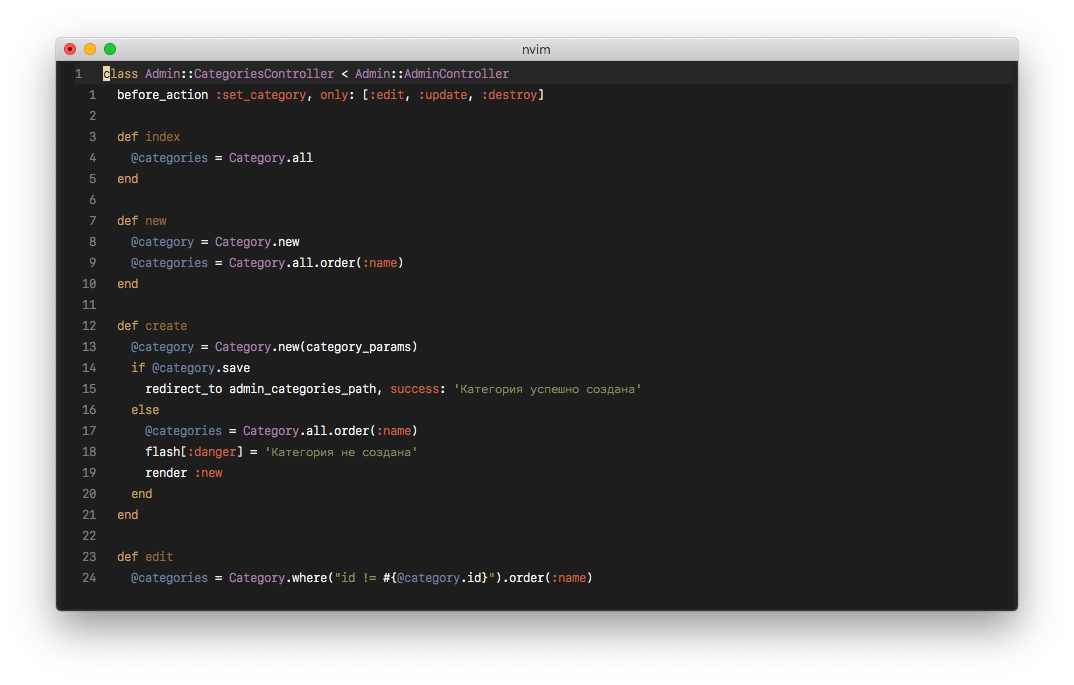 nvim
1 class Admin::CategoriesController < Admin::AdminController
1 before_action :set_category, only: [:edit, :update, :destroy]
2
3 def index
4 @categories = Category.all
5 end
6
7 def new
8 @category = Category.new
9 @categories = Category.all.order(:name)
10 end
11
12 def create
13 @category = Category.new(category_params)
14 if @category.save
15 redirect_to admin_categories_path, success: 'Категория успешно создана'
16 else
17 @categories = Category.all.order(:name)
18 flash[:danger] = 'Категория не создана'
19 render :new
20 end
21 end
22
23 def edit
24 @categories = Category.where("id != #{@category.id}").order(:name)